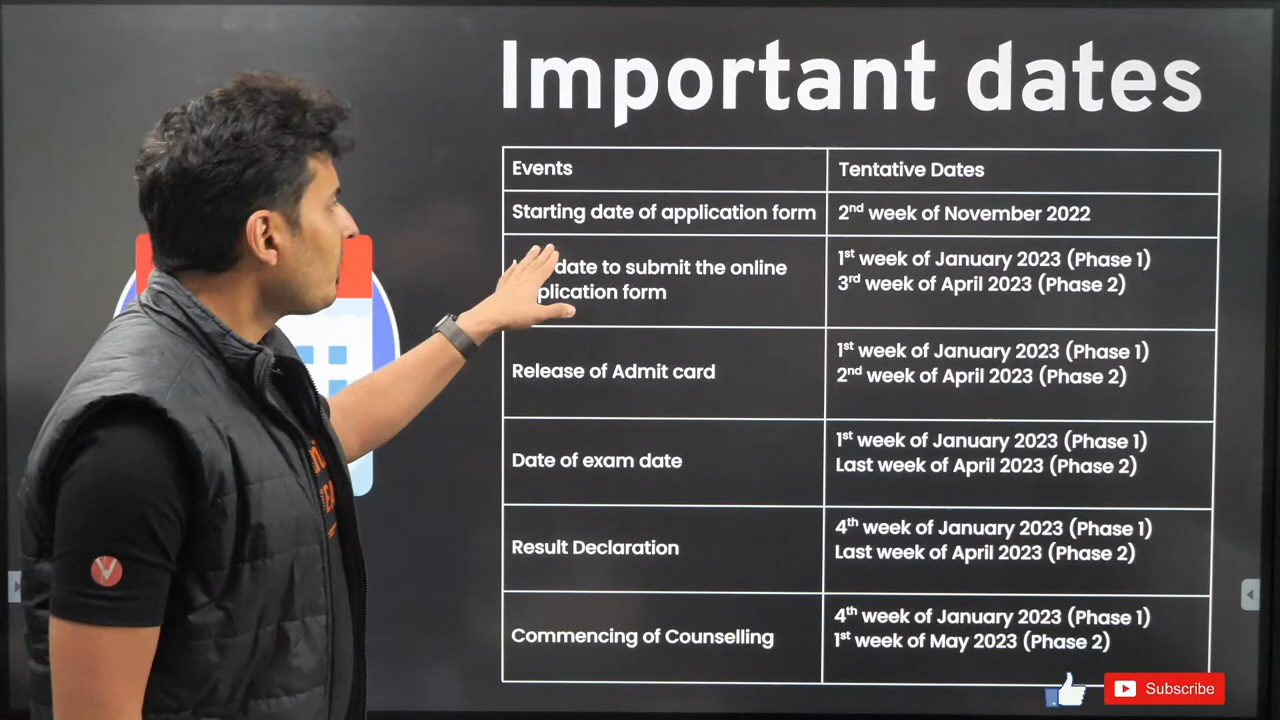 Important dates
Events
Tentative Dates
Starting date of application form
2nd week of November 2022
date to submit the online
form
1st week of January 2023 (Phase 1)
3rd week of April 2023 (Phase 2)
Release of Admit card
1st week of January 2023 (Phase 1)
2nd week of April 2023 (Phase 2)
Date of exam date
1st week of January 2023 (Phase 1)
Last week of April 2023 (Phase 2)
Result Declaration
4th week of January 2023 (Phase 1)
Last week of April 2023 (Phase 2)
Commencing of Counselling
4th week of January 2023 (Phase 1)
1st week of May 2023 (Phase 2)
V
Subscribe